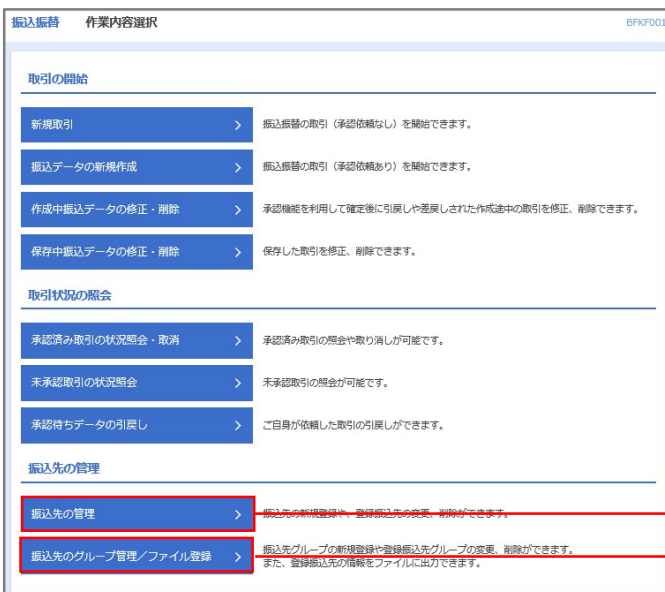 振込振替 作業内容選択 BFKF001
取引の開始
新規取引 振込振替の取引（承認依頼なし）を開始できます。
振込データの新規作成 振込振替の取引（承認依頼あり）を開始できます。
作成中振込データの修正・削除 承認機能を利用して確定後に引戻しや差戻しされた作成途中の取引を修正、削除できます。
保存中振込データの修正・削除 保存した取引を修正、削除できます。
取引状況の照会
承認済み取引の状況照会・取消 承認済み取引の照会や取り消しが可能です。
未承認取引の状況照会 未承認取引の照会が可能です。
承認待ちデータの引戻し ご自身が依頼した取引の引戻しができます。
振込先の管理
振込先の管理 振込先の新規登録や、登録振込先の変更、削除ができます。
振込先のグループ管理／ファイル登録 振込先グループの新規登録や登録振込先グループの変更、削除ができます。
また、登録振込先の情報をファイルに出力できます。